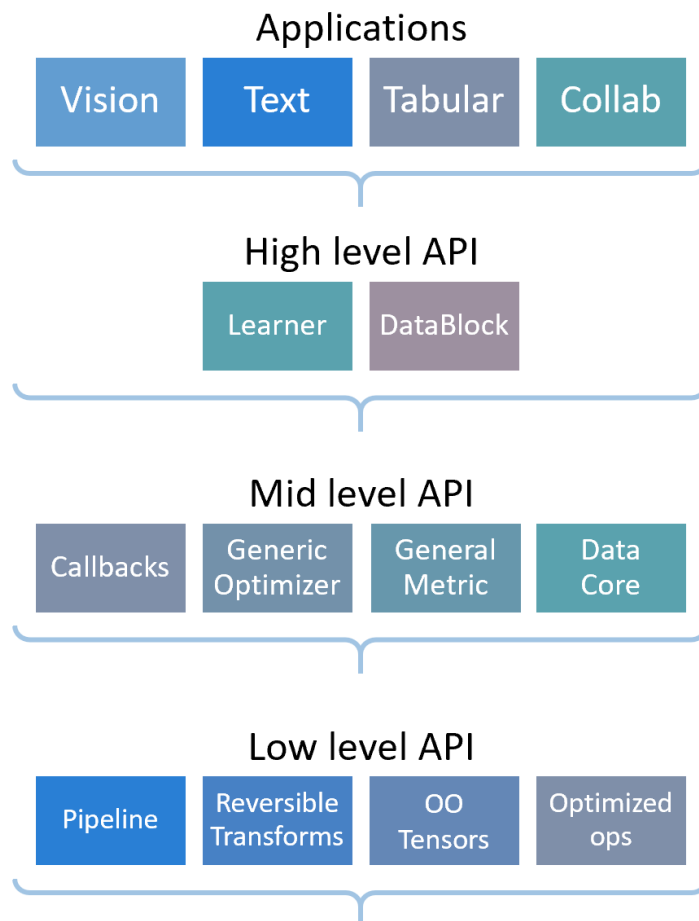 Applications
Vision
Text
Tabular
Collab
High level API
Learner
DataBlock
Mid level API
Callbacks
Generic
Optimizer
General
Metric
Data
Core
Low level API
Pipeline
Reversible
Transforms
OO
Tensors
Optimized
ops